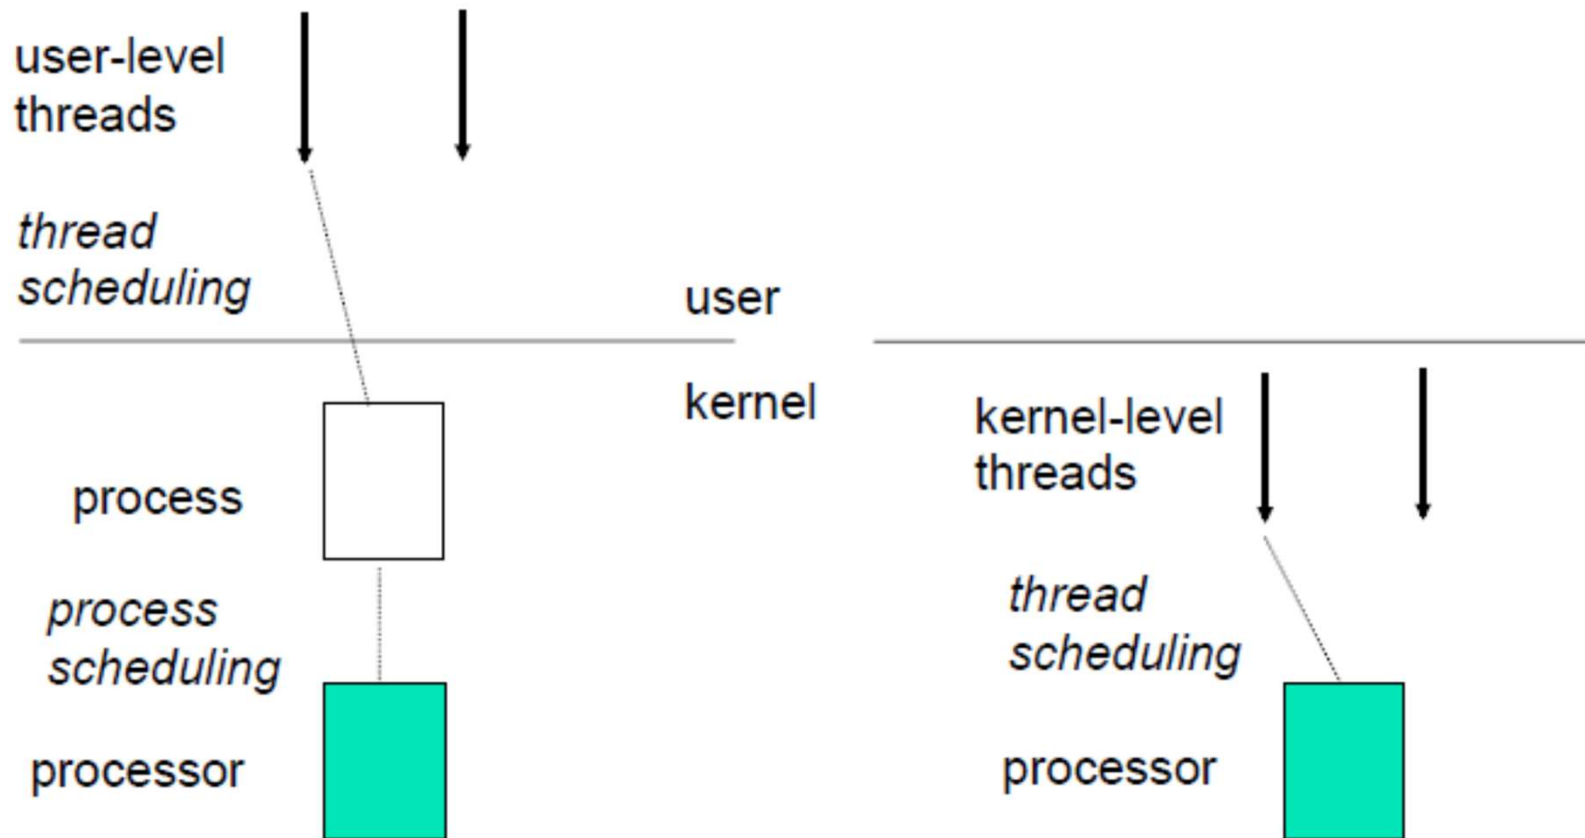 user-level
threads
thread
scheduling
user
kernel
process
process
scheduling
processor
kernel-level
threads
thread
scheduling
processor